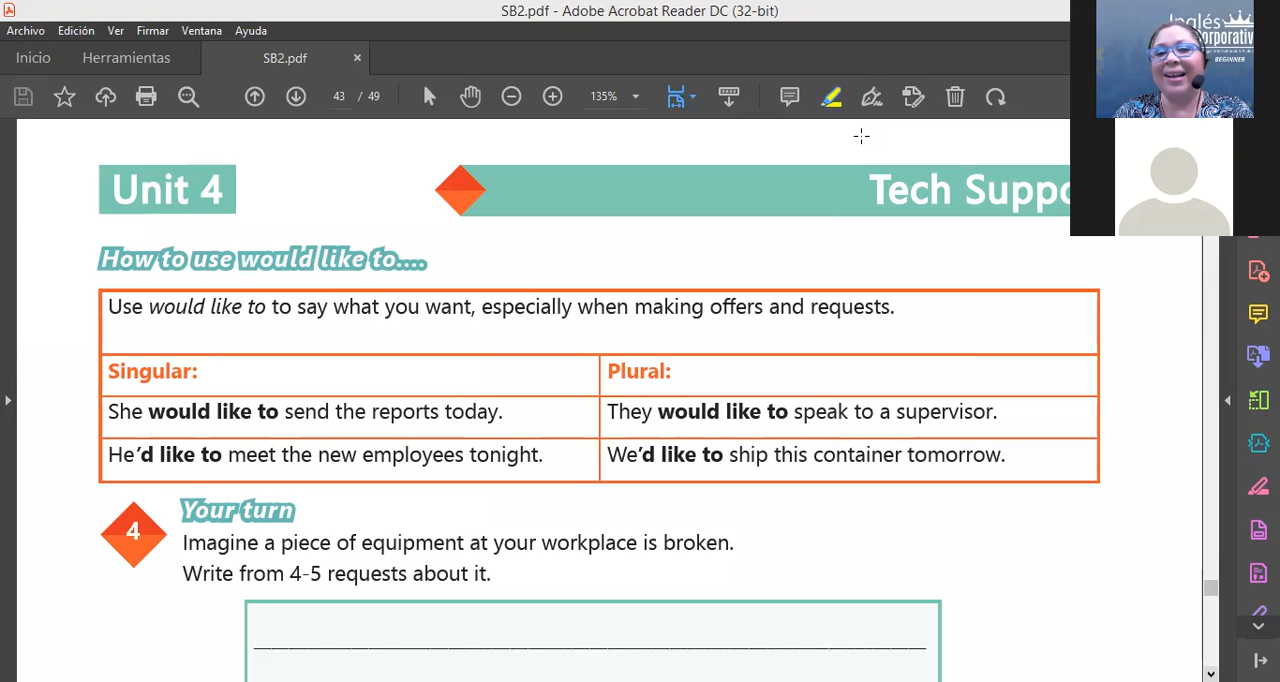 SB2.pdf - Adobe Acrobat Reader DC (32-bit)
Archivo Edición Ver Firmar Ventana Ayuda
Inicio Herramientas SB2.pdf ×
43 / 49 135%
Inglés
BEGINNER
Unit 4
Tech Suppo
How to use would like to....
Use would like to to say what you want, especially when making offers and requests.
Singular: Plural:
She would like to send the reports today. They would like to speak to a supervisor.
He'd like to meet the new employees tonight. We'd like to ship this container tomorrow.
4 Your turn
Imagine a piece of equipment at your workplace is broken.
Write from 4-5 requests about it.